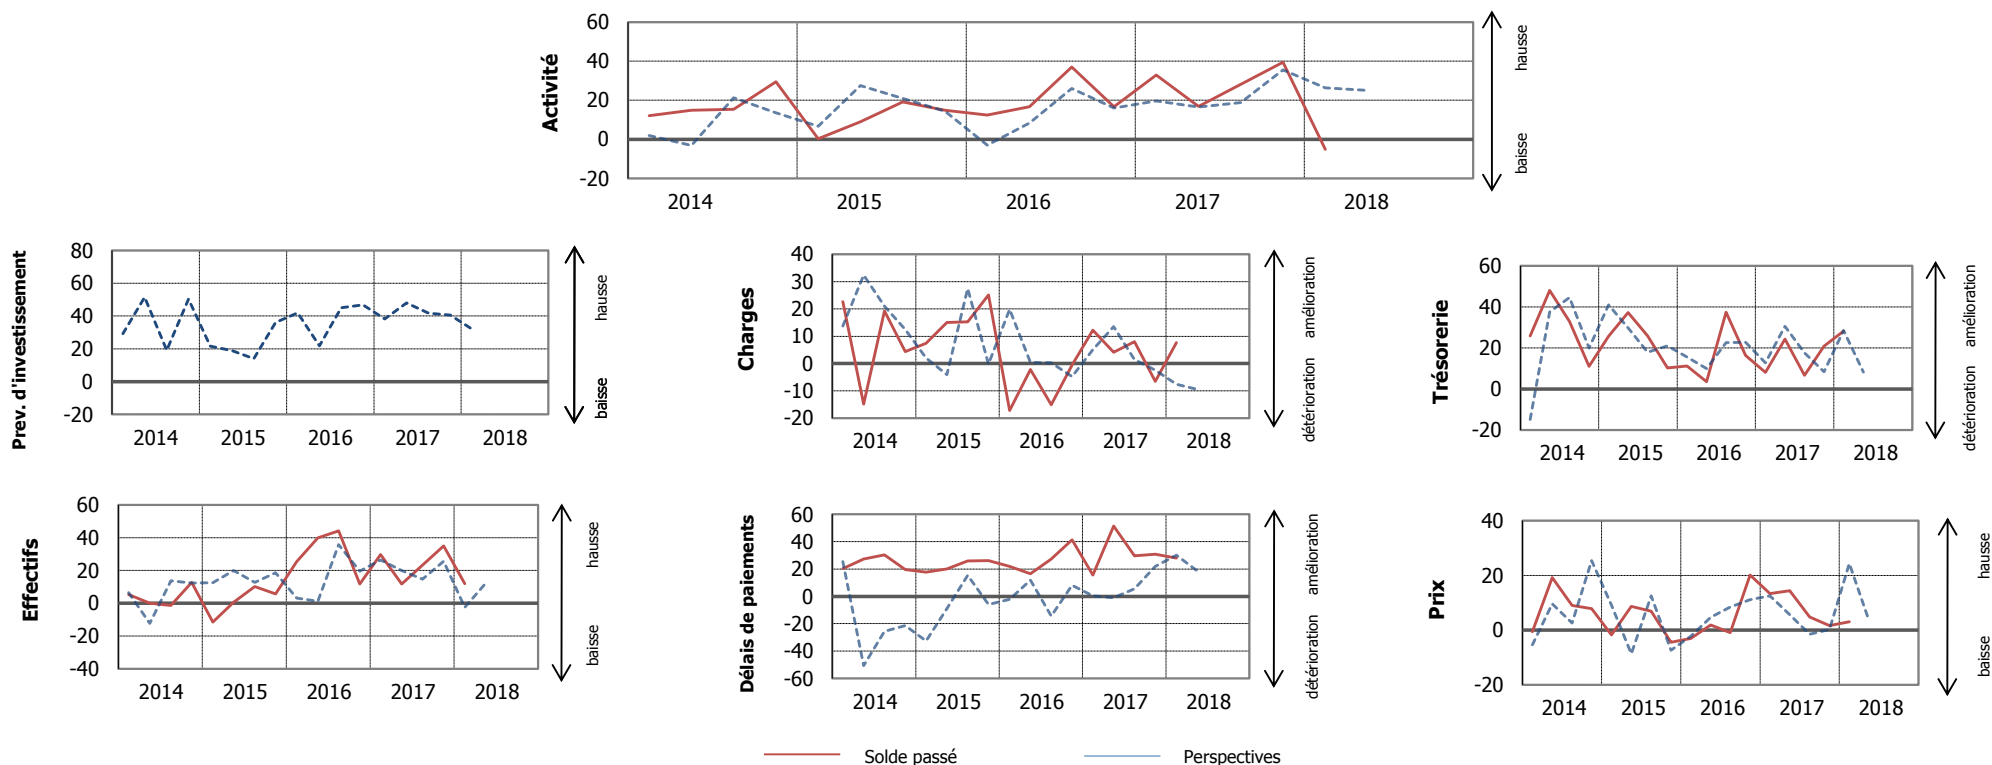 Activité
60
40
20
0
-20
2014 2015 2016 2017 2018
hausse
baisse
Prev. d'investissement
80
60
40
20
0
-20
2014 2015 2016 2017 2018
hausse
baisse
Charges
40
30
20
10
0
-10
-20
2014 2015 2016 2017 2018
amélioration
détérioration
Trésorerie
60
40
20
0
-20
2014 2015 2016 2017 2018
amélioration
détérioration
Effectifs
60
40
20
0
-20
-40
2014 2015 2016 2017 2018
hausse
baisse
Délais de paiements
60
40
20
0
-20
-40
-60
2014 2015 2016 2017 2018
amélioration
détérioration
Prix
40
20
0
-20
2014 2015 2016 2017 2018
hausse
baisse
Solde passé Perspectives